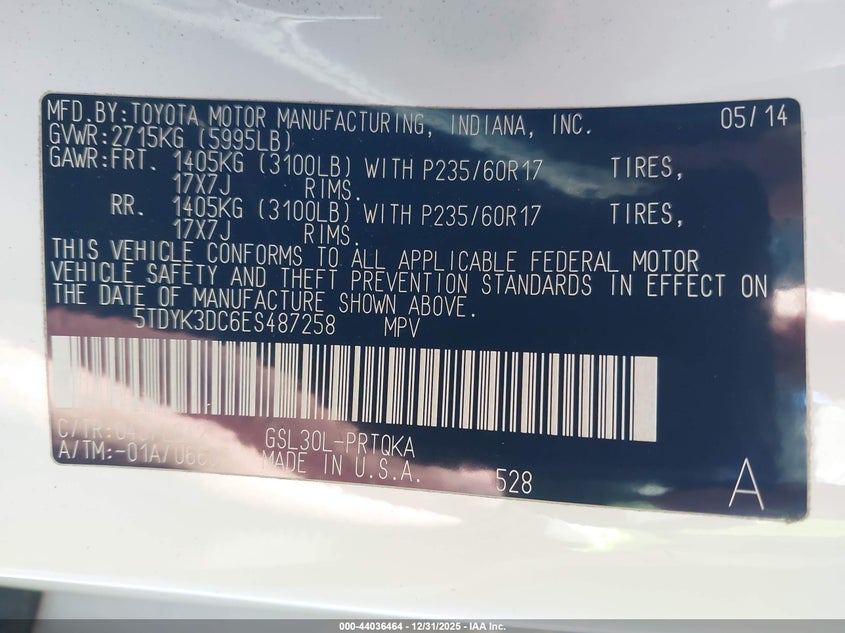 MFD.BY:TOYOTA MOTOR MANUFACTURING, INDIANA, INC. 05/14
GVWR:2715KG (5995LB)
GAWR:FRT. 1405KG (3100LB) WITH P235/60R17 TIRES,
17X7J RIMS.
RR. 1405KG (3100LB) WITH P235/60R17 TIRES,
17X7J RIMS.
THIS VEHICLE CONFORMS TO ALL APPLICABLE FEDERAL MOTOR
VEHICLE SAFETY AND THEFT PREVENTION STANDARDS IN EFFECT ON
THE DATE OF MANUFACTURE SHOWN ABOVE.
5TDYK3DC6ES487258 MPV
C/TR: GSL30L-PRTQKA
A/TM: MADE IN U.S.A. 528 A
000-44036464 - 12/31/2025 - IAA Inc.